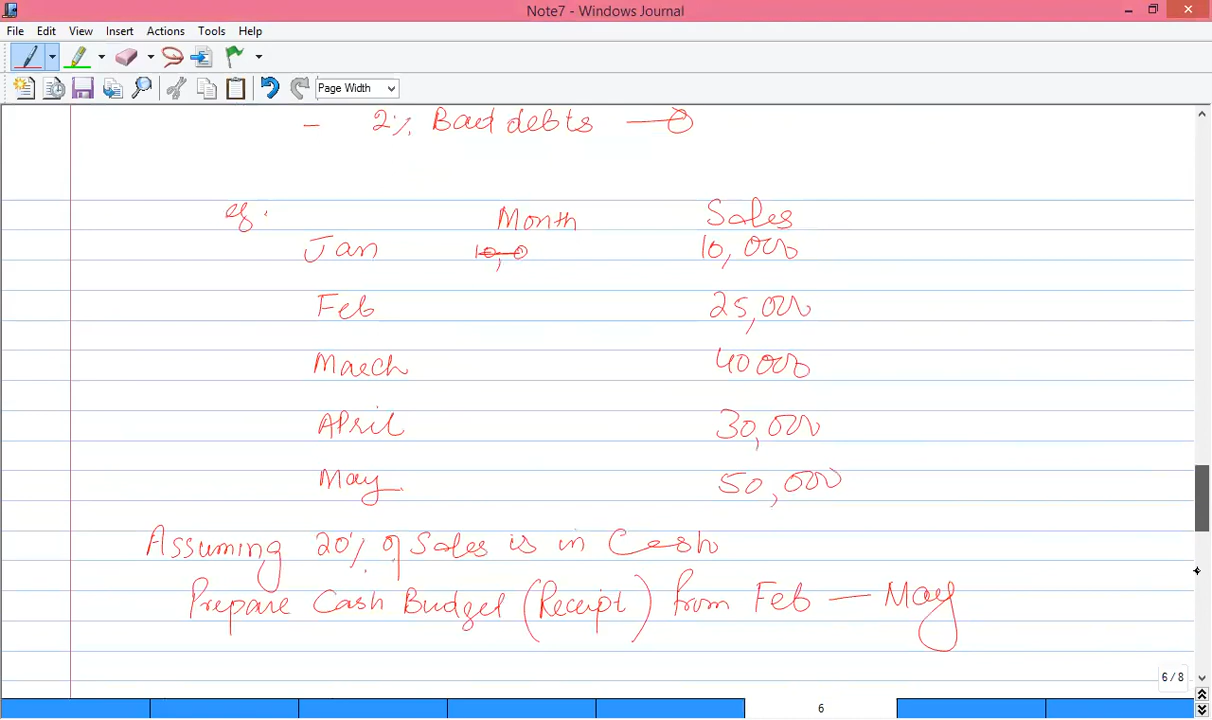 Note7 - Windows Journal
File Edit View Insert Actions Tools Help
Page Width
- 2% Bad debts — 0
eg. Month Sales
Jan 10,0 10,000
Feb 25,000
March 40000
April 30,000
May 50,000
Assuming 20% of Sales is in Cash
Prepare Cash Budget (Receipt) from Feb — May
6 / 8
6